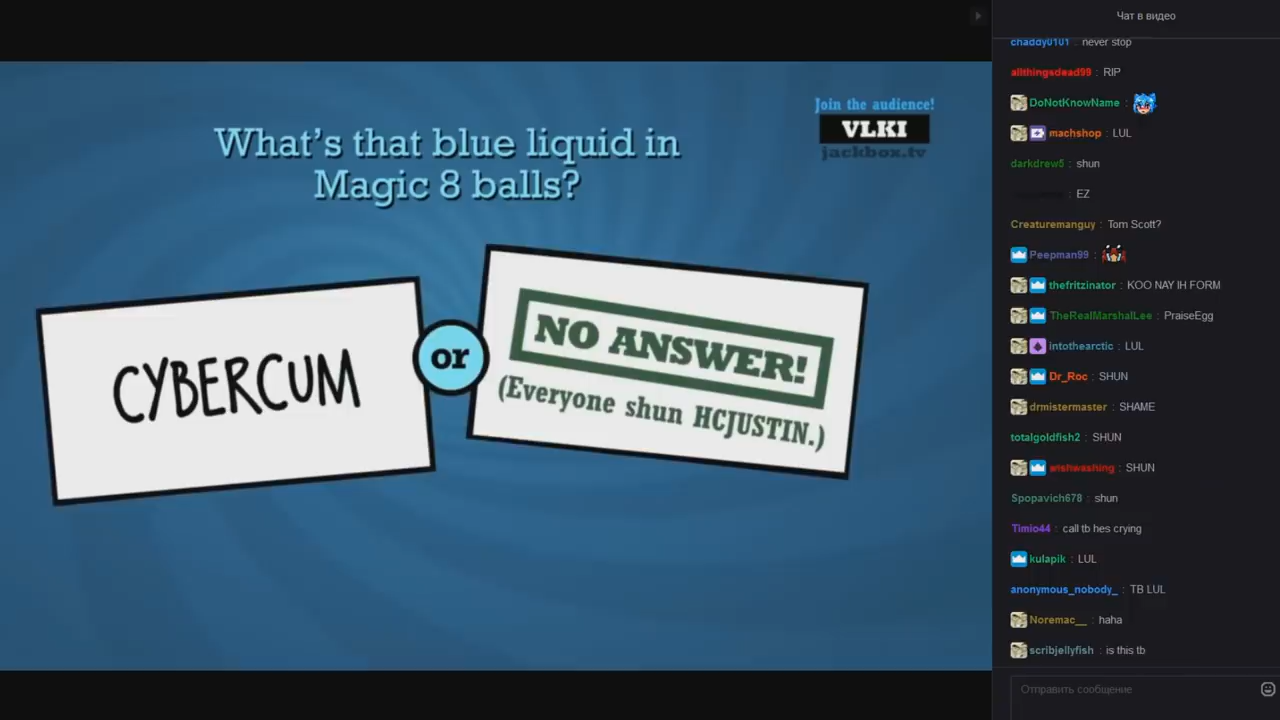 Чат в видео
What's that blue liquid in
Magic 8 balls?
Join the audience!
VLKI
jackbox.tv
CYBERCUM
or
NO ANSWER!
(Everyone shun HCJUSTIN.)
chaddy0101 : never stop
allthingsdead99 : RIP
DoNotKnowName :
machshop : LUL
darkdrew5 : shun
: EZ
Creaturemanguy : Tom Scott?
Peepman99 :
thefritzinator : KOO NAY IH FORM
TheRealMarshalLee : PraiseEgg
intothearctic : LUL
Dr_Roc : SHUN
drmistermaster : SHAME
totalgoldfish2 : SHUN
wishwashing : SHUN
Spopavich678 : shun
Timio44 : call tb hes crying
kulapik : LUL
anonymous_nobody_ : TB LUL
Noremac__ : haha
scribjellyfish : is this tb
Отправить сообщение